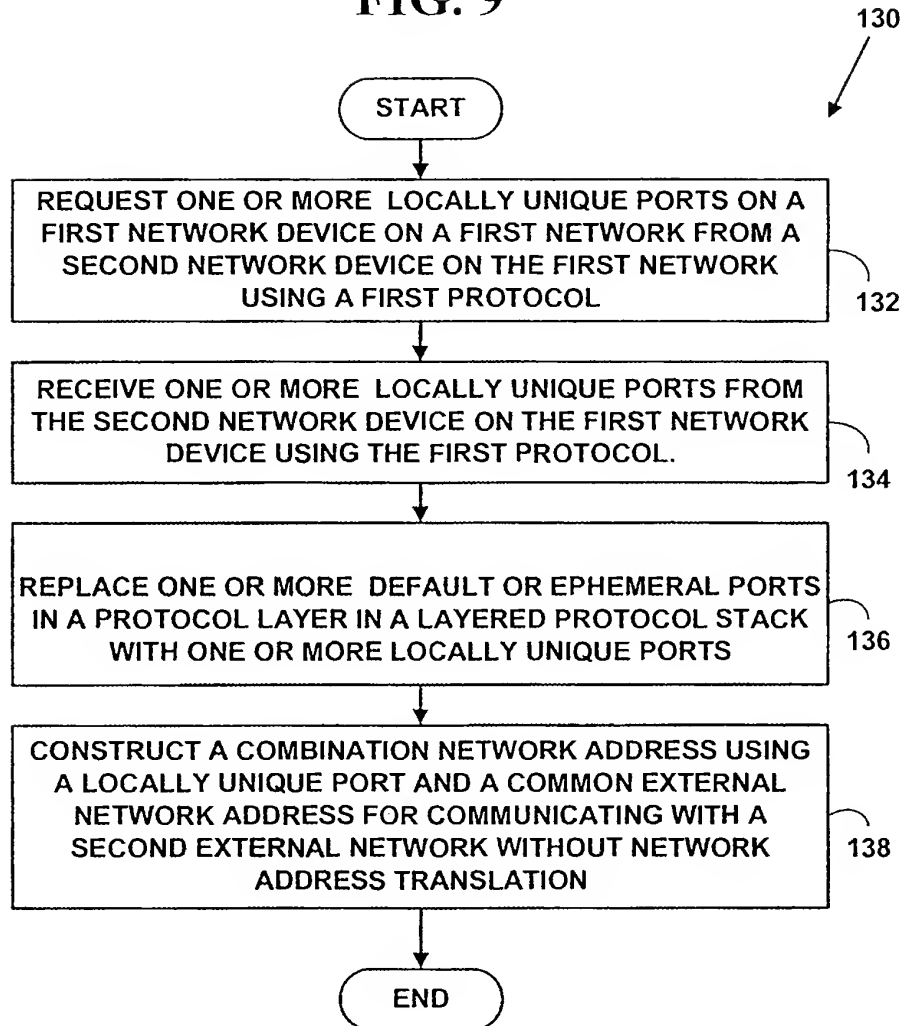 FIG. 9
130
START
REQUEST ONE OR MORE LOCALLY UNIQUE PORTS ON A
FIRST NETWORK DEVICE ON A FIRST NETWORK FROM A
SECOND NETWORK DEVICE ON THE FIRST NETWORK
USING A FIRST PROTOCOL
132
RECEIVE ONE OR MORE LOCALLY UNIQUE PORTS FROM
THE SECOND NETWORK DEVICE ON THE FIRST NETWORK
DEVICE USING THE FIRST PROTOCOL.
134
REPLACE ONE OR MORE DEFAULT OR EPHEMERAL PORTS
IN A PROTOCOL LAYER IN A LAYERED PROTOCOL STACK
WITH ONE OR MORE LOCALLY UNIQUE PORTS
136
CONSTRUCT A COMBINATION NETWORK ADDRESS USING
A LOCALLY UNIQUE PORT AND A COMMON EXTERNAL
NETWORK ADDRESS FOR COMMUNICATING WITH A
SECOND EXTERNAL NETWORK WITHOUT NETWORK
ADDRESS TRANSLATION
138
END